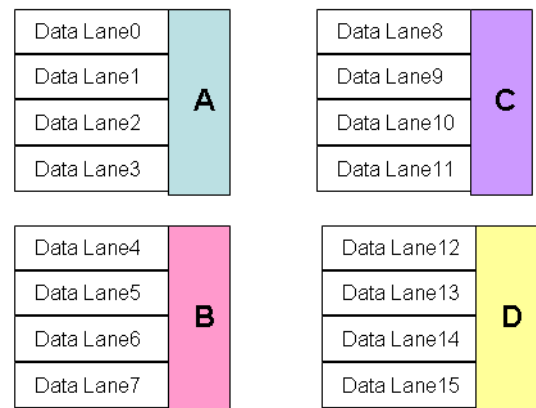 Data Lane0
Data Lane1
Data Lane2
Data Lane3
A
Data Lane4
Data Lane5
Data Lane6
Data Lane7
B
Data Lane8
Data Lane9
Data Lane10
Data Lane11
C
Data Lane12
Data Lane13
Data Lane14
Data Lane15
D